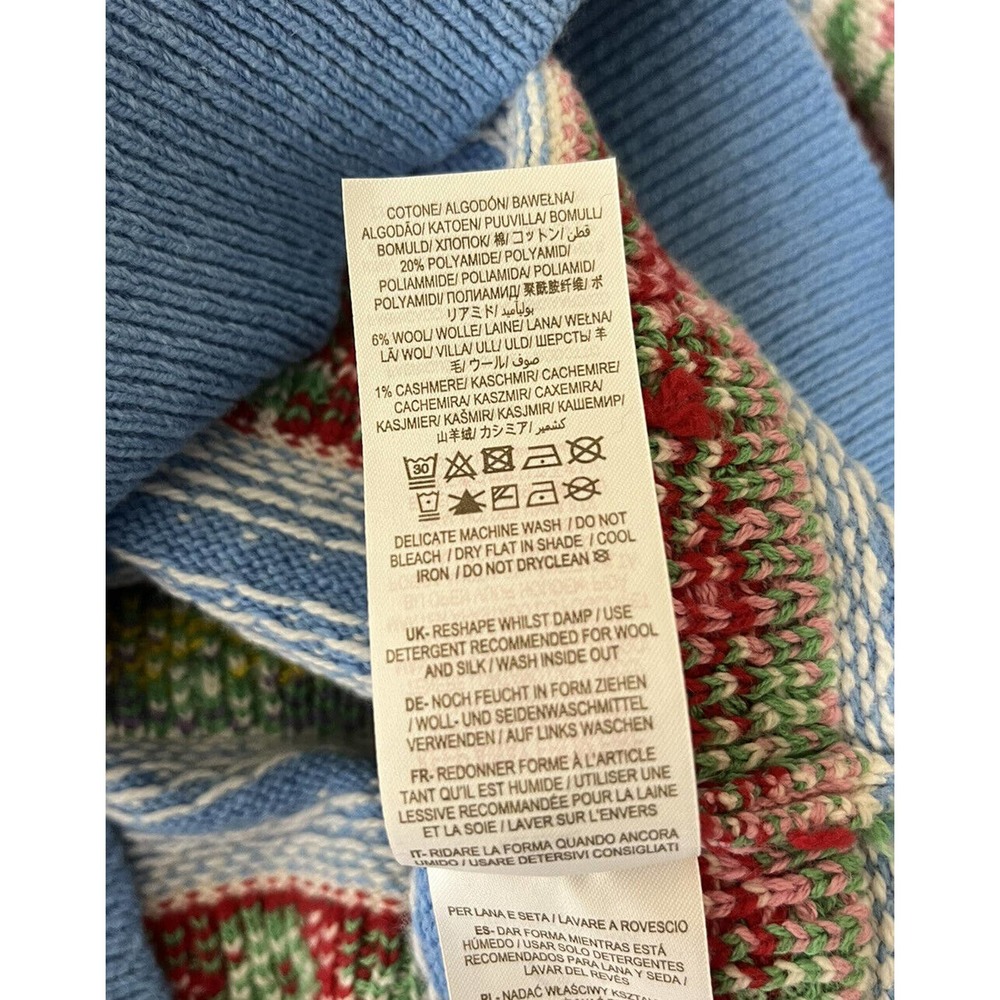 COTONE/ ALGODÓN/ BAWEŁNA/
ALGODÃO/ KATOEN/ PUUVILLA/ BOMULL/
BOMULD/ ХЛОПОК/ 棉/ コットン/ قطن
20% POLYAMIDE/ POLYAMID/
POLIAMMIDE/ POLIAMIDA/ POLIAMID/
POLYAMIDI/ ПОЛИАМИД/ 聚酰胺纤维/ ポ
リアミド/ بولياميد
6% WOOL/ WOLLE/ LAINE/ LANA/ WEŁNA/
LÃ/ WOL/ VILLA/ ULL/ ULD/ ШЕРСТЬ/ 羊
毛/ ウール/ صوف
1% CASHMERE/ KASCHMIR/ CACHEMIRE/
CACHEMIRA/ KASZMIR/ CAXEMIRA/
KASJMIER/ KAŠMIR/ KASJMIR/ КАШЕМИР/
山羊绒/ カシミア/ كشمير
30
DELICATE MACHINE WASH / DO NOT
BLEACH / DRY FLAT IN SHADE / COOL
IRON / DO NOT DRYCLEAN
UK- RESHAPE WHILST DAMP / USE
DETERGENT RECOMMENDED FOR WOOL
AND SILK / WASH INSIDE OUT
DE- NOCH FEUCHT IN FORM ZIEHEN
/ WOLL- UND SEIDENWASCHMITTEL
VERWENDEN / AUF LINKS WASCHEN
FR- REDONNER FORME À L'ARTICLE
TANT QU'IL EST HUMIDE / UTILISER UNE
LESSIVE RECOMMANDÉE POUR LA LAINE
ET LA SOIE / LAVER SUR L'ENVERS
IT- RIDARE LA FORMA QUANDO ANCORA
UMIDO / USARE DETERSIVI CONSIGLIATI
PER LANA E SETA / LAVARE A ROVESCIO
ES- DAR FORMA MIENTRAS ESTÁ
HÚMEDO / USAR SOLO DETERGENTES
RECOMENDADOS PARA LANA Y SEDA /
LAVAR DEL REVÉS
PL- NADAĆ WŁAŚCIWY